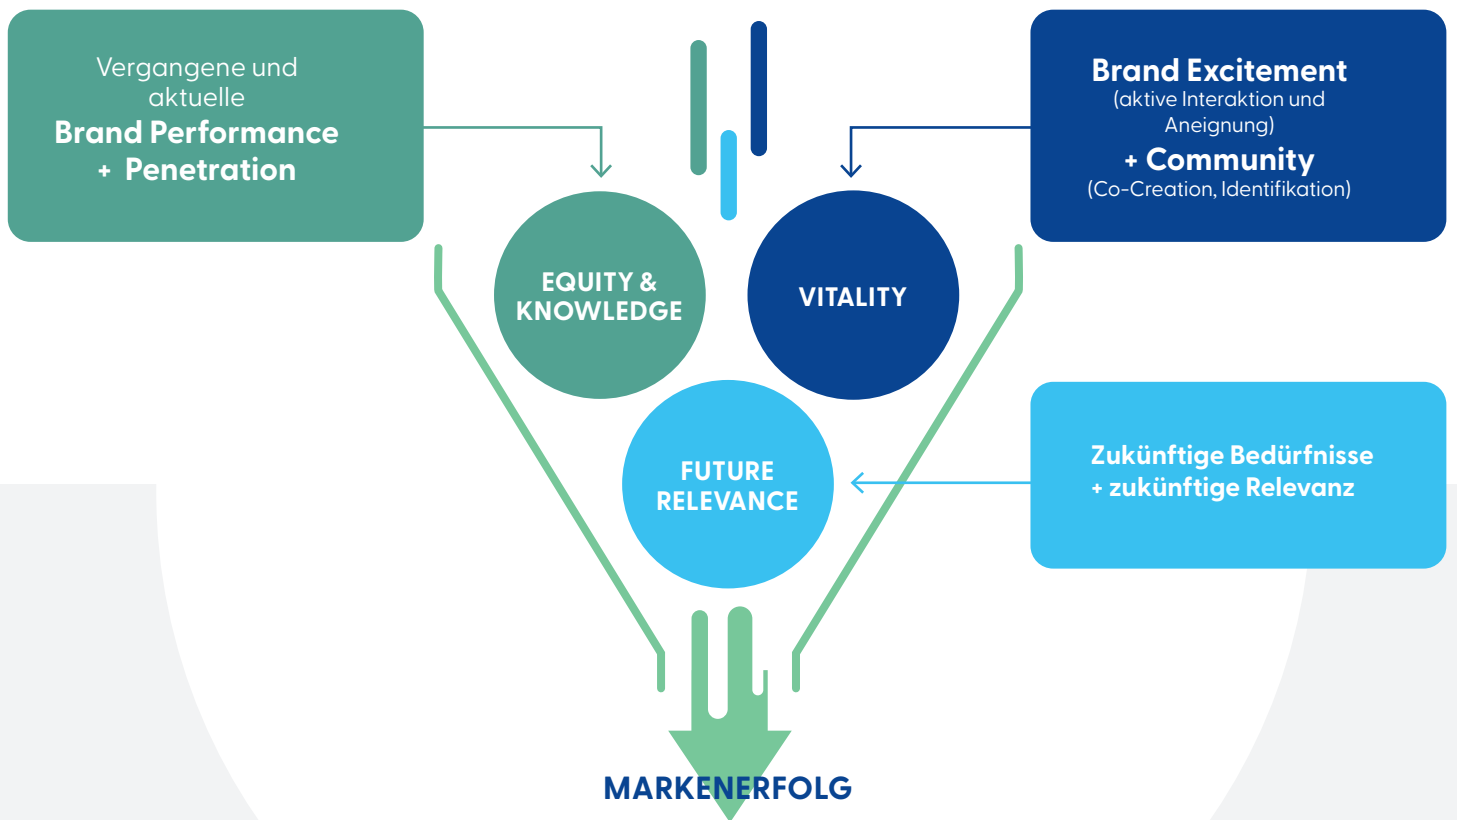 Vergangene und
aktuelle
Brand Performance
+ Penetration
Brand Excitement
(aktive Interaktion und
Aneignung)
+ Community
(Co-Creation, Identifikation)
EQUITY &
KNOWLEDGE
VITALITY
FUTURE
RELEVANCE
Zukünftige Bedürfnisse
+ zukünftige Relevanz
MARKENERFOLG